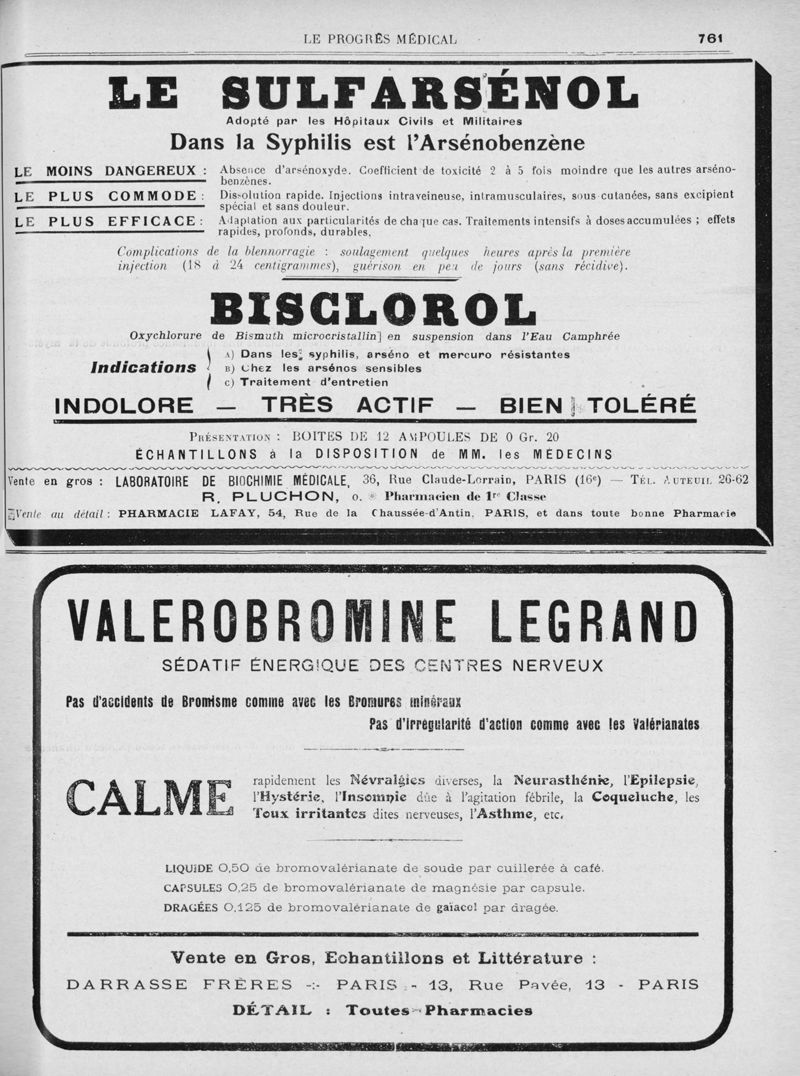 LE PROGRÈS MÉDICAL
761
LE SULFARSÉNOL
Adopté par les Hôpitaux Civils et Militaires
Dans la Syphilis est l'Arsénobenzène
LE MOINS DANGEREUX : Absence d'arsénoxyde. Coefficient de toxicité 2 à 5 fois moindre que les autres arséno-
benzènes.
LE PLUS COMMODE : Dissolution rapide. Injections intraveineuse, intramusculaires, sous cutanées, sans excipient
spécial et sans douleur.
LE PLUS EFFICACE : Adaptation aux particularités de chaque cas. Traitements intensifs à doses accumulées ; effets
rapides, profonds, durables.
Complications de la blennorragie : soulagement quelques heures après la première
injection (18 à 24 centigrammes), guérison en peu de jours (sans récidive).
BISCLOROL
Oxychlorure de Bismuth microcristallin] en suspension dans l'Eau Camphrée
Indications
A) Dans les syphilis, arséno et mercuro résistantes
B) Chez les arsénos sensibles
C) Traitement d'entretien
INDOLORE — TRÈS ACTIF — BIEN TOLÉRÉ
PRÉSENTATION : BOITES DE 12 AMPOULES DE 0 Gr. 20
ÉCHANTILLONS à la DISPOSITION de MM. les MÉDECINS
Vente en gros : LABORATOIRE DE BIOCHIMIE MÉDICALE, 36, Rue Claude-Lorrain, PARIS (16e) — TÉL. AUTEUIL 26-62
R. PLUCHON, O. * Pharmacien de 1re Classe
Vente au détail : PHARMACIE LAFAY, 54, Rue de la Chaussée-d'Antin, PARIS, et dans toute bonne Pharmacie
VALEROBROMINE LEGRAND
SÉDATIF ÉNERGIQUE DES CENTRES NERVEUX
Pas d'accidents de Bromisme comme avec les Bromures minéraux
Pas d'irrégularité d'action comme avec les Valérianates
CALME
rapidement les Névralgies diverses, la Neurasthénie, l'Epilepsie,
l'Hystérie, l'Insomnie dûe à l'agitation fébrile, la Coqueluche, les
Toux irritantes dites nerveuses, l'Asthme, etc.
LIQUIDE 0,50 de bromovalérianate de soude par cuillerée à café.
CAPSULES 0,25 de bromovalérianate de magnésie par capsule.
DRAGÉES 0,125 de bromovalérianate de gaïacol par dragée.
Vente en Gros, Echantillons et Littérature :
DARRASSE FRÈRES -:- PARIS - 13, Rue Pavée, 13 - PARIS
DÉTAIL : Toutes Pharmacies